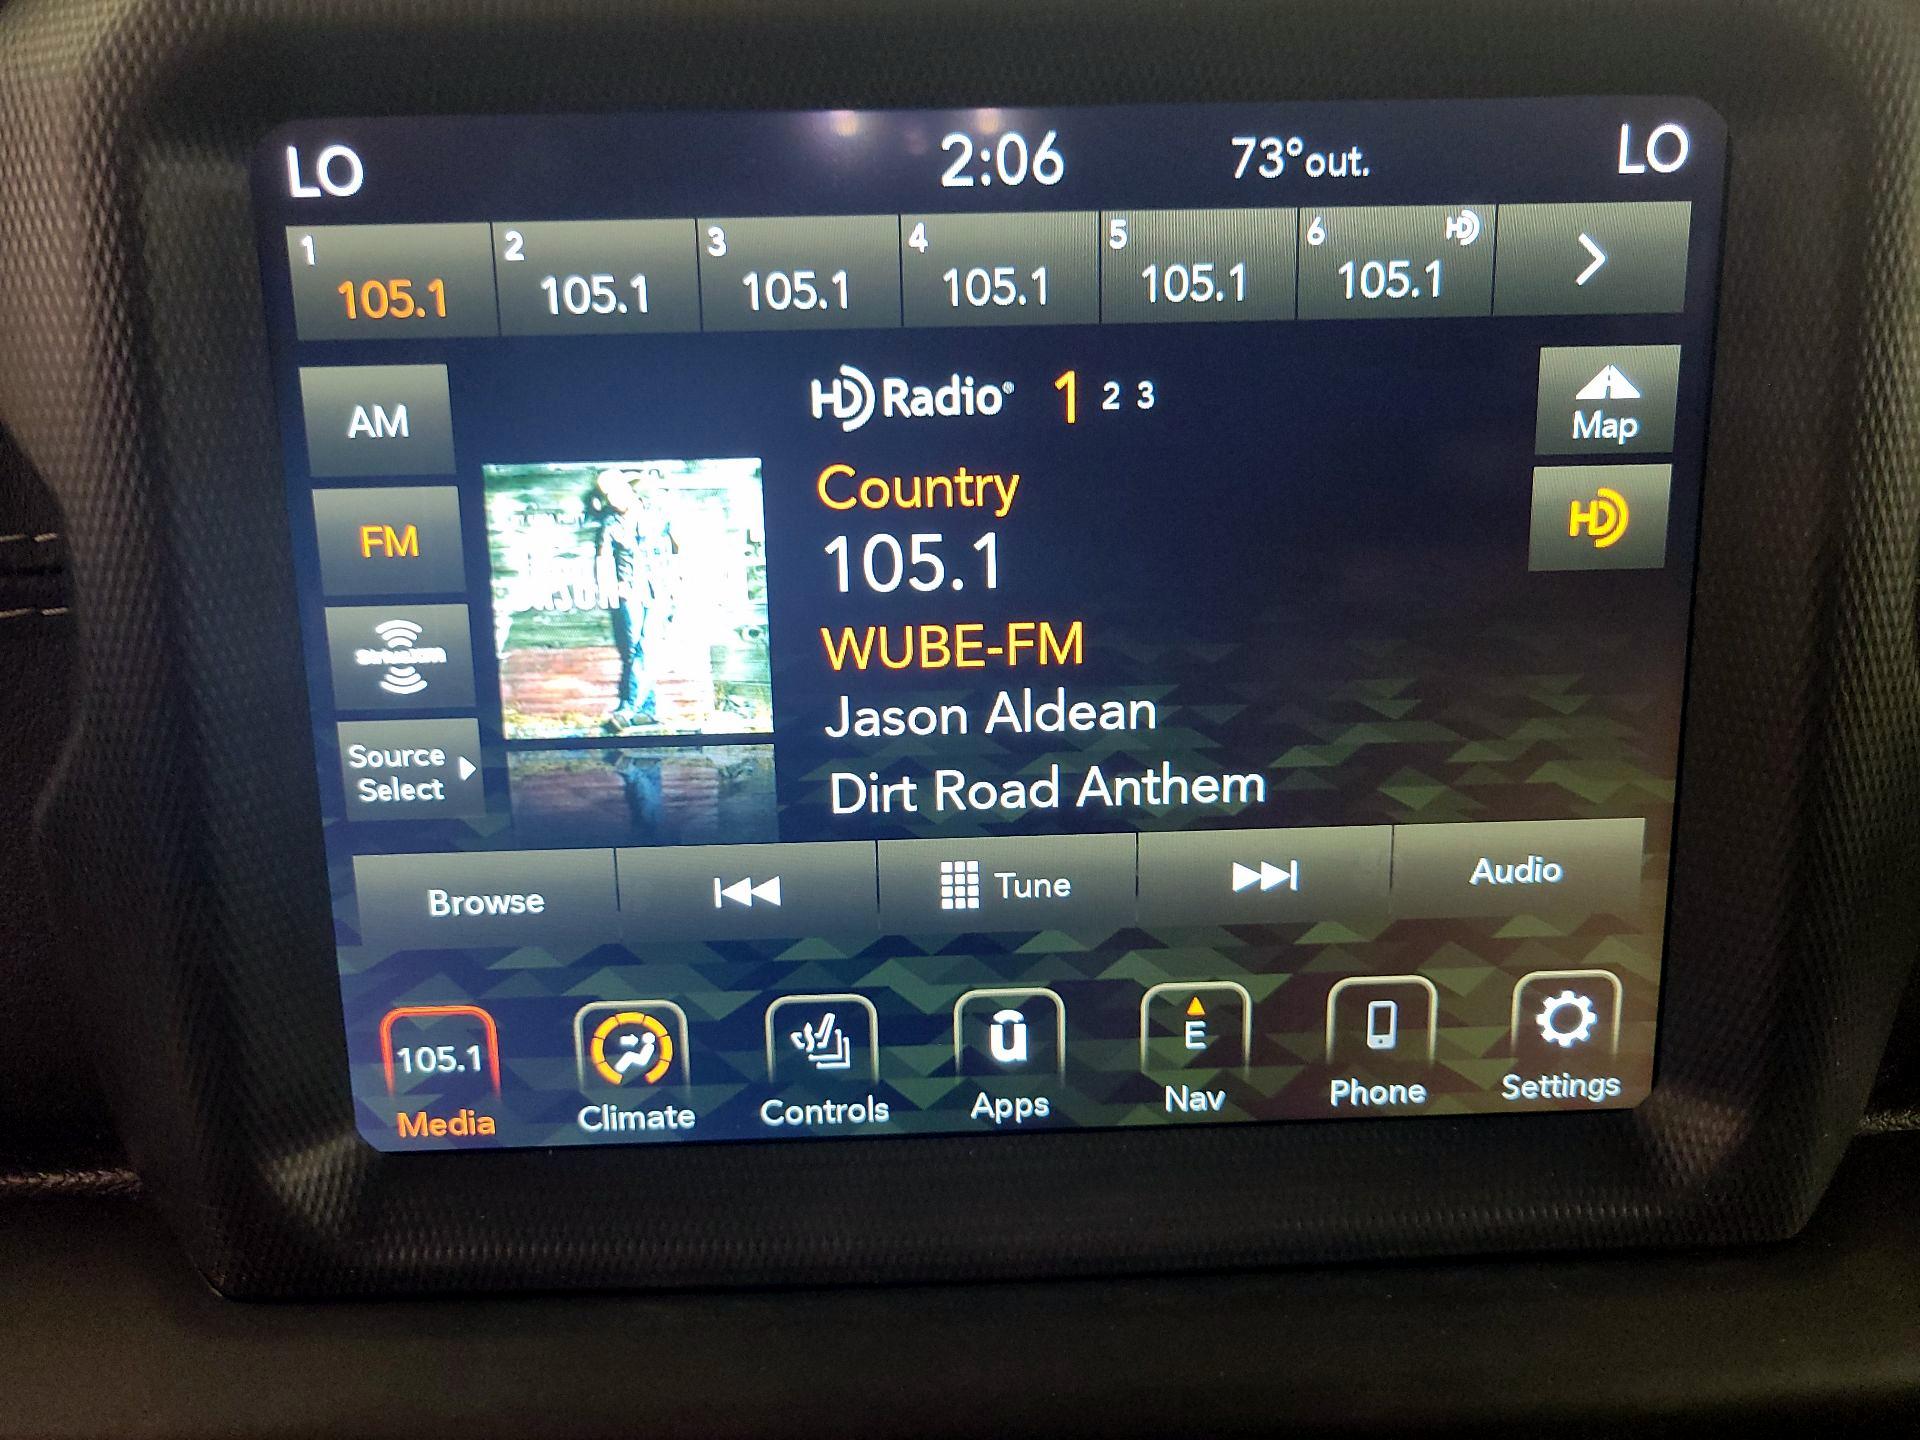 LO 2:06 73°out. LO
1 2 3 4 5 6 HD
105.1 105.1 105.1 105.1 105.1 105.1
HD Radio® 1 2 3
AM
Map
Country
HD
105.1
FM
JASON
WUBE-FM
SiriusXM
Jason Aldean
Source
Select
Dirt Road Anthem
Browse Tune Audio
105.1 u E
Media Climate Controls Apps Nav Phone Settings